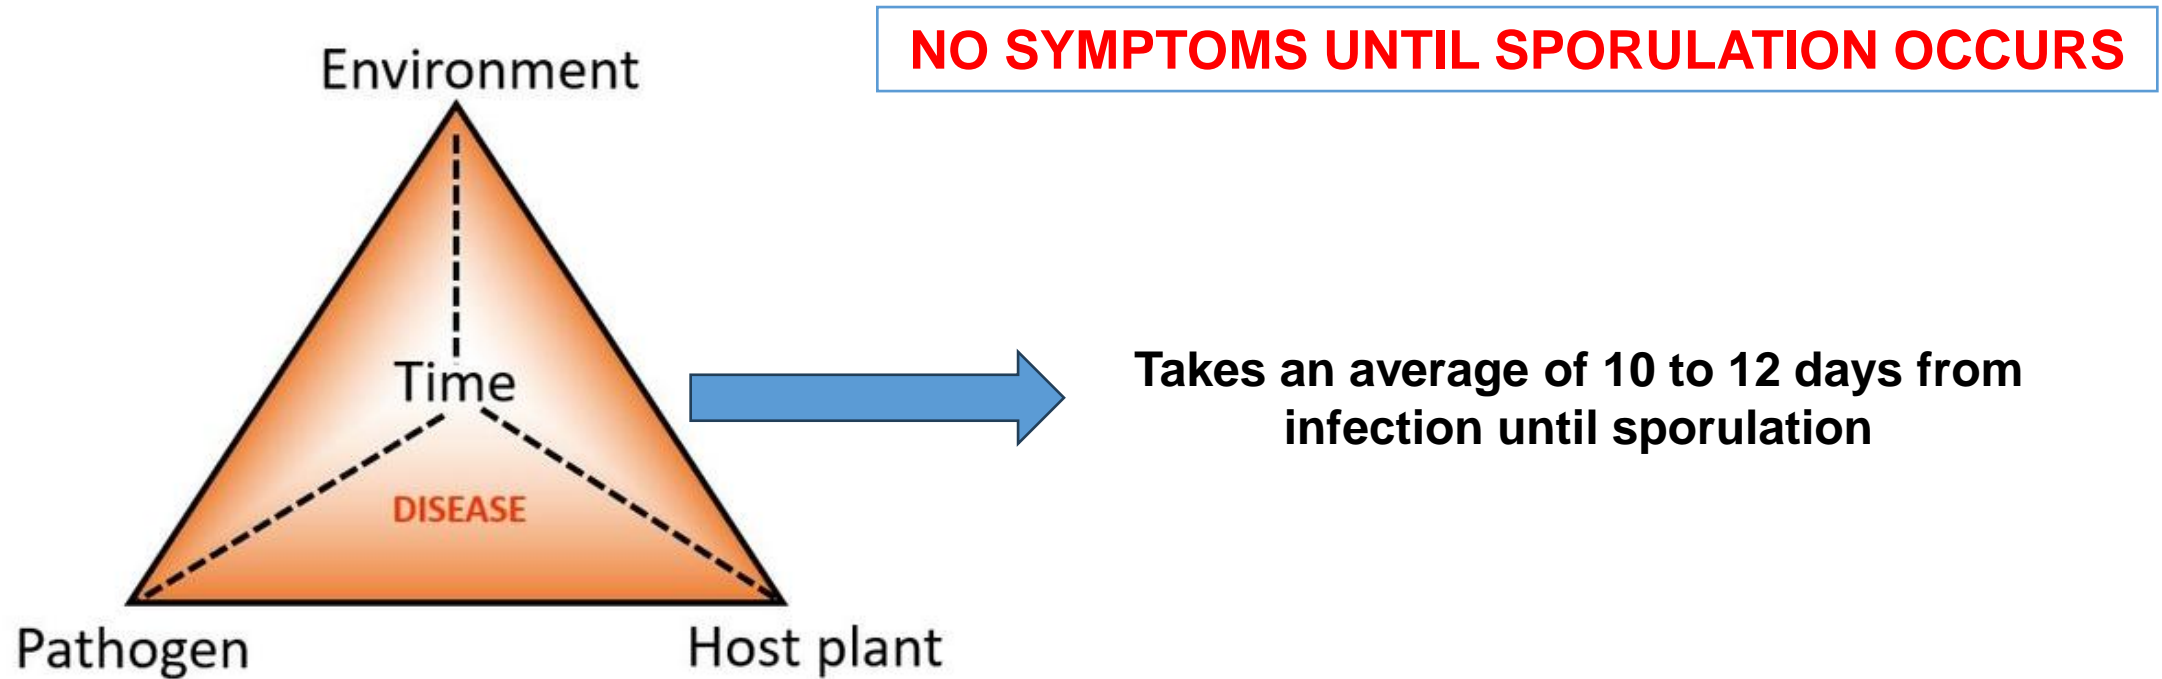 NO SYMPTOMS UNTIL SPORULATION OCCURS
Environment
Time
DISEASE
Pathogen
Host plant
Takes an average of 10 to 12 days from
infection until sporulation